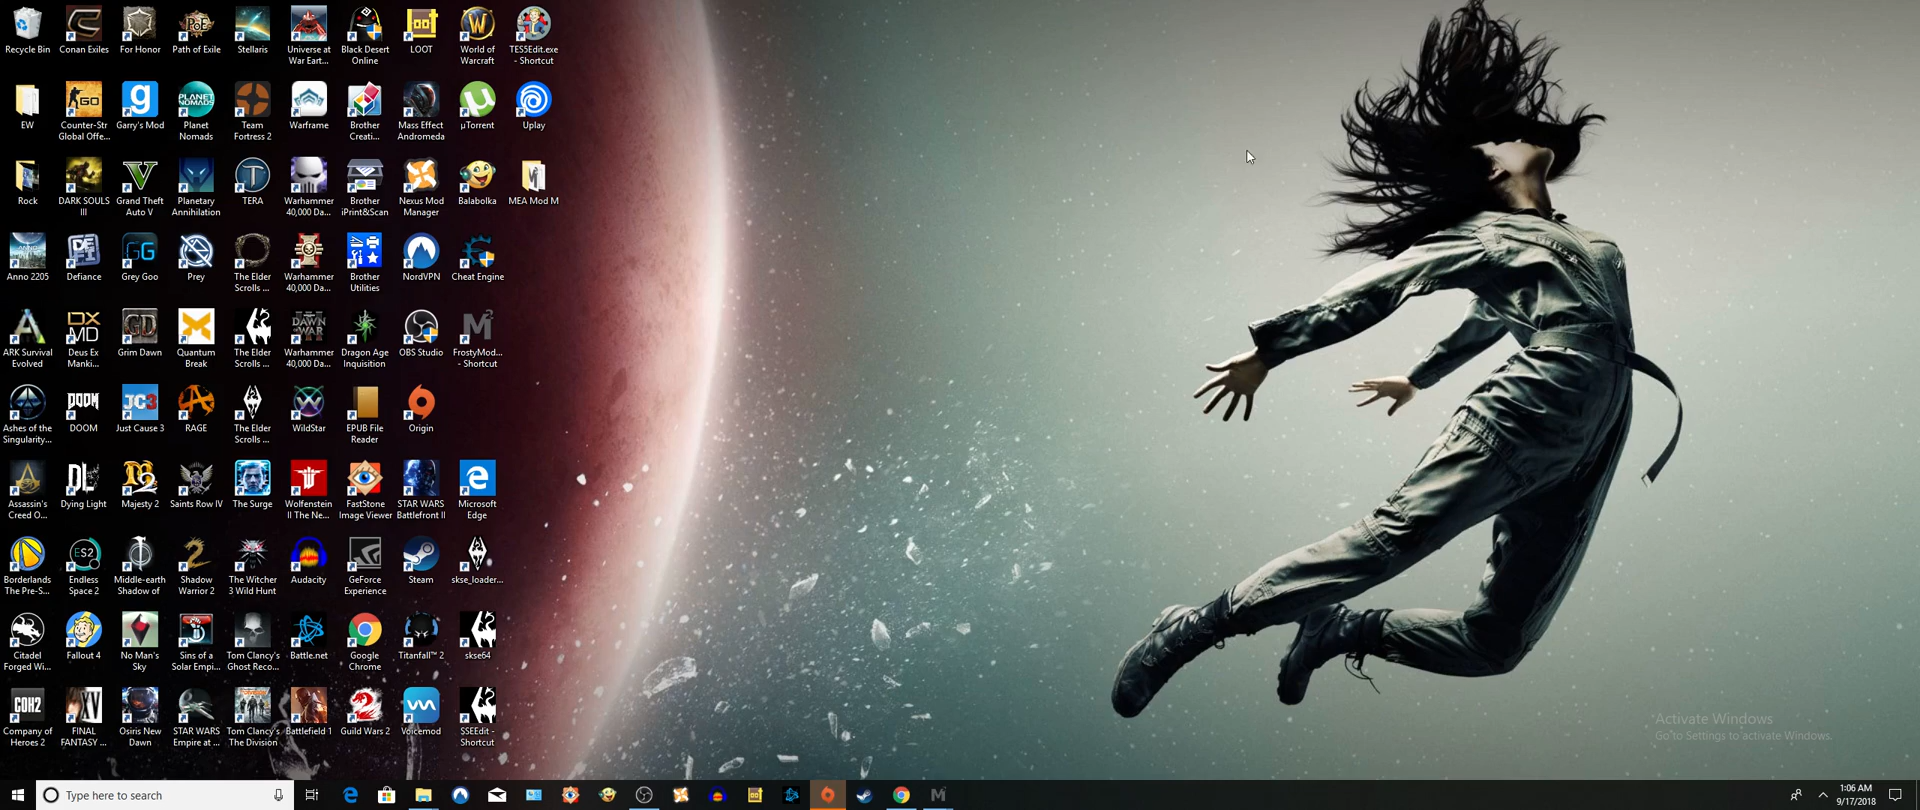 Recycle Bin
Conan Exiles
For Honor
Path of Exile
Stellaris
Universe at
War Eart...
Black Desert
Online
LOOT
World of
Warcraft
TES5Edit.exe
- Shortcut
EW
Counter-Str
Global Offe...
Garry's Mod
Planet
Nomads
Team
Fortress 2
Warframe
Brother
Creati...
Mass Effect
Andromeda
µTorrent
Uplay
Rock
DARK SOULS
III
Grand Theft
Auto V
Planetary
Annihilation
TERA
Warhammer
40,000 Da...
Brother
iPrint&Scan
Nexus Mod
Manager
Balabolka
MEA Mod M
Anno 2205
Defiance
Grey Goo
Prey
The Elder
Scrolls ...
Warhammer
40,000 Da...
Brother
Utilities
NordVPN
Cheat Engine
ARK Survival
Evolved
Deus Ex
Manki...
Grim Dawn
Quantum
Break
The Elder
Scrolls ...
Warhammer
40,000 Da...
Dragon Age
Inquisition
OBS Studio
FrostyMod...
- Shortcut
Ashes of the
Singularity...
DOOM
Just Cause 3
RAGE
The Elder
Scrolls ...
WildStar
EPUB File
Reader
Origin
Assassin's
Creed O...
Dying Light
Majesty 2
Saints Row IV
The Surge
Wolfenstein
II The Ne...
FastStone
Image Viewer
STAR WARS
Battlefront II
Microsoft
Edge
Borderlands
The Pre-S...
Endless
Space 2
Middle-earth
Shadow of
Shadow
Warrior 2
The Witcher
3 Wild Hunt
Audacity
GeForce
Experience
Steam
skse_loader...
Citadel
Forged Wi...
Fallout 4
No Man's
Sky
Sins of a
Solar Empi...
Tom Clancy's
Ghost Reco...
Battle.net
Google
Chrome
Titanfall™ 2
skse64
Company of
Heroes 2
FINAL
FANTASY ...
Osiris New
Dawn
STAR WARS
Empire at ...
Tom Clancy's
The Division
Battlefield 1
Guild Wars 2
Voicemod
SSEEdit -
Shortcut
Activate Windows
Go to Settings to activate Windows.
Type here to search
1:06 AM
9/17/2018